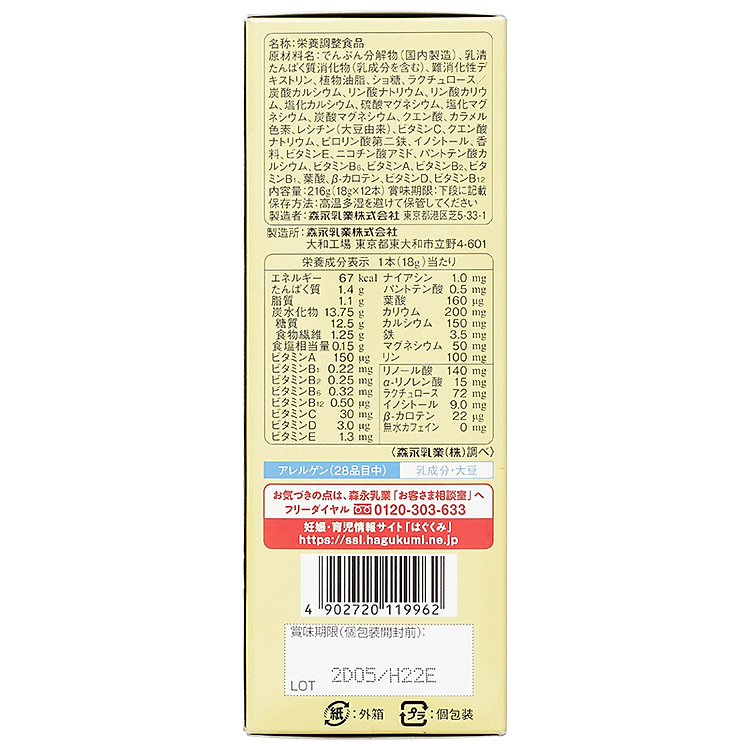 名称:栄養調整食品
原材料名:でんぷん分解物(国内製造)、乳清
たんぱく質消化物(乳成分を含む)、難消化性デ
キストリン、植物油脂、ショ糖、ラクチュロース/
炭酸カルシウム、リン酸ナトリウム、リン酸カリウ
ム、塩化カルシウム、硫酸マグネシウム、塩化マグ
ネシウム、炭酸マグネシウム、クエン酸、カラメル
色素、レシチン(大豆由来)、ビタミンC、クエン酸
ナトリウム、ピロリン酸第二鉄、イノシトール、香
料、ビタミンE、ニコチン酸アミド、パントテン酸カ
ルシウム、ビタミンB6、ビタミンA、ビタミンB2、ビタ
ミンB1、葉酸、β-カロテン、ビタミンD、ビタミンB12
内容量:216g(18g×12本) 賞味期限:下段に記載
保存方法:高温多湿を避けて保管してください
製造者:森永乳業株式会社 東京都港区芝5-33-1
製造所:森永乳業株式会社
大和工場 東京都東大和市立野4-601
栄養成分表示 1本(18g)当たり
エネルギー 67 kcal
たんぱく質 1.4 g
脂質 1.1 g
炭水化物 13.75 g
糖質 12.5 g
食物繊維 1.25 g
食塩相当量 0.15 g
ビタミンA 150 μg
ビタミンB1 0.22 mg
ビタミンB2 0.25 mg
ビタミンB6 0.32 mg
ビタミンB12 0.50 μg
ビタミンC 30 mg
ビタミンD 3.0 μg
ビタミンE 1.3 mg
ナイアシン 1.0 mg
パントテン酸 0.5 mg
葉酸 160 μg
カリウム 200 mg
カルシウム 150 mg
鉄 3.5 mg
マグネシウム 50 mg
リン 100 mg
リノール酸 140 mg
α-リノレン酸 15 mg
ラクチュロース 72 mg
イノシトール 9.0 mg
β-カロテン 22 μg
無水カフェイン 0 mg
〈森永乳業(株)調べ〉
アレルゲン(28品目中) 乳成分・大豆
お気づきの点は、森永乳業「お客さま相談室」へ
フリーダイヤル 0120-303-633
妊娠・育児情報サイト「はぐくみ」
https://ssl.hagukumi.ne.jp
4 902720 119962
賞味期限(個包装開封前):
2D05/H22E
LOT
紙:外箱 プラ:個包装